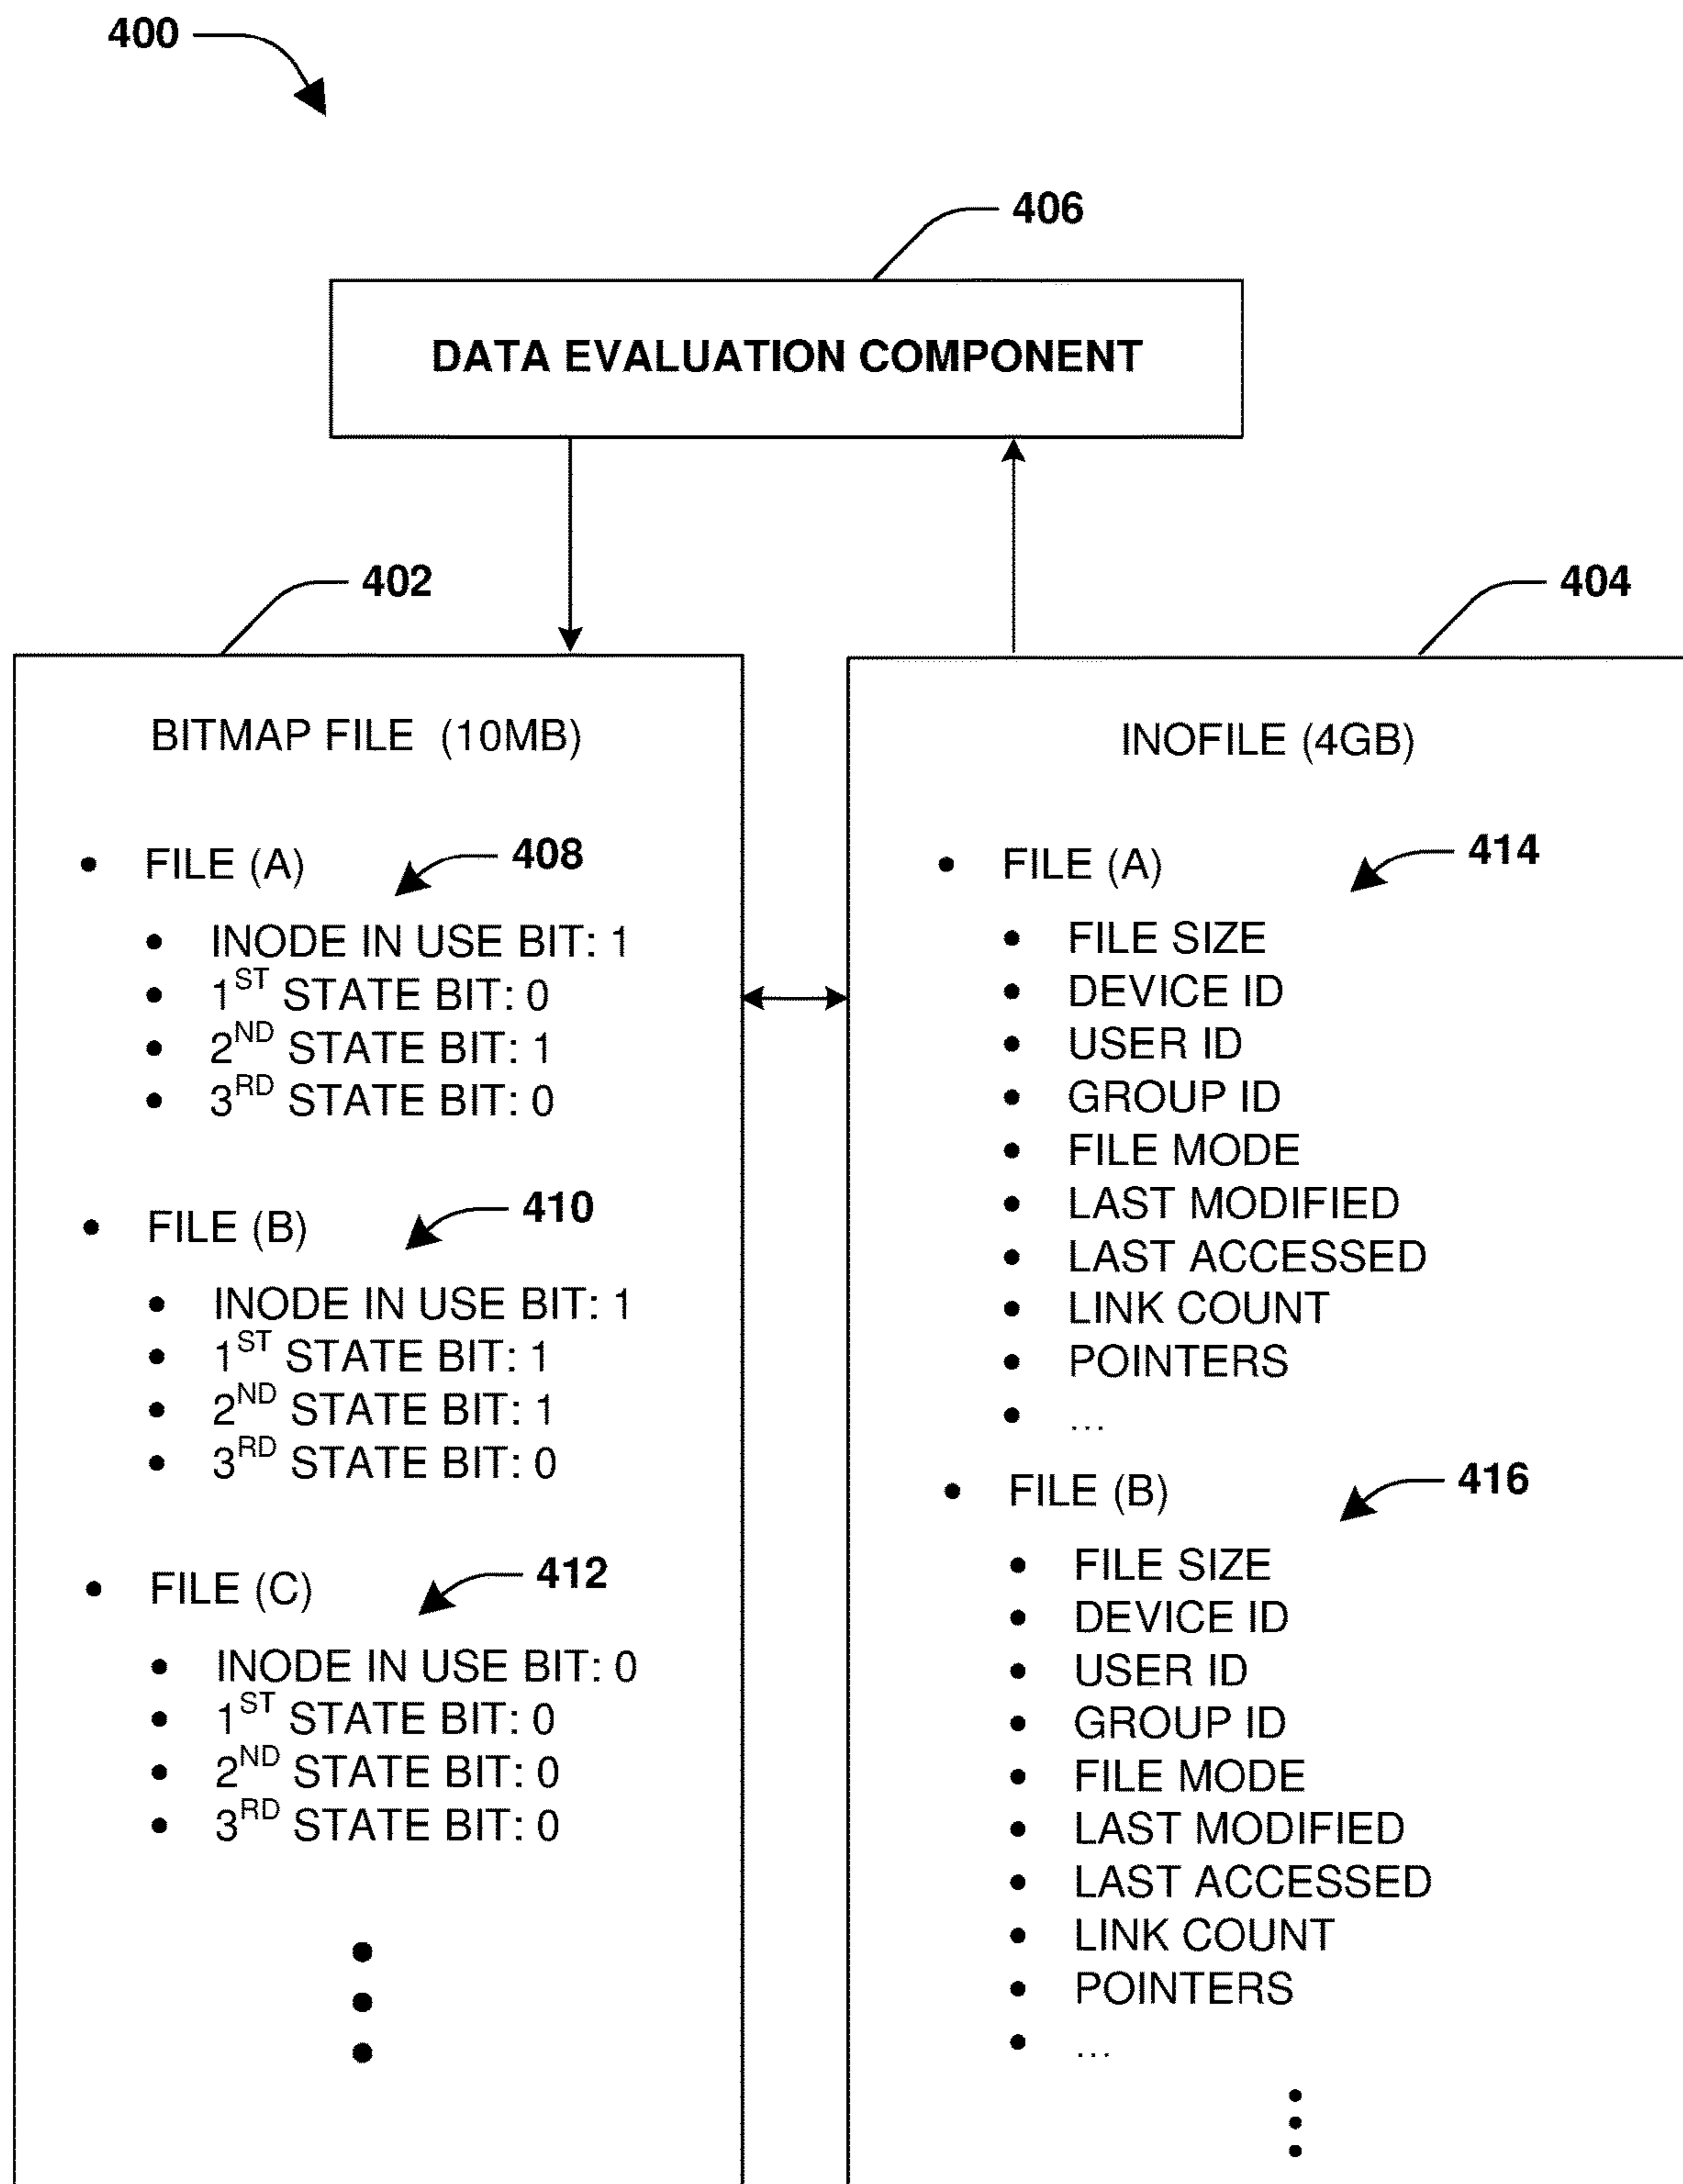 400
406
DATA EVALUATION COMPONENT
402
404
BITMAP FILE (10MB)
• FILE (A)
408
• INODE IN USE BIT: 1
• 1ST STATE BIT: 0
• 2ND STATE BIT: 1
• 3RD STATE BIT: 0
• FILE (B)
410
• INODE IN USE BIT: 1
• 1ST STATE BIT: 1
• 2ND STATE BIT: 1
• 3RD STATE BIT: 0
• FILE (C)
412
• INODE IN USE BIT: 0
• 1ST STATE BIT: 0
• 2ND STATE BIT: 0
• 3RD STATE BIT: 0
INOFILE (4GB)
• FILE (A)
414
• FILE SIZE
• DEVICE ID
• USER ID
• GROUP ID
• FILE MODE
• LAST MODIFIED
• LAST ACCESSED
• LINK COUNT
• POINTERS
• ...
• FILE (B)
416
• FILE SIZE
• DEVICE ID
• USER ID
• GROUP ID
• FILE MODE
• LAST MODIFIED
• LAST ACCESSED
• LINK COUNT
• POINTERS
• ...